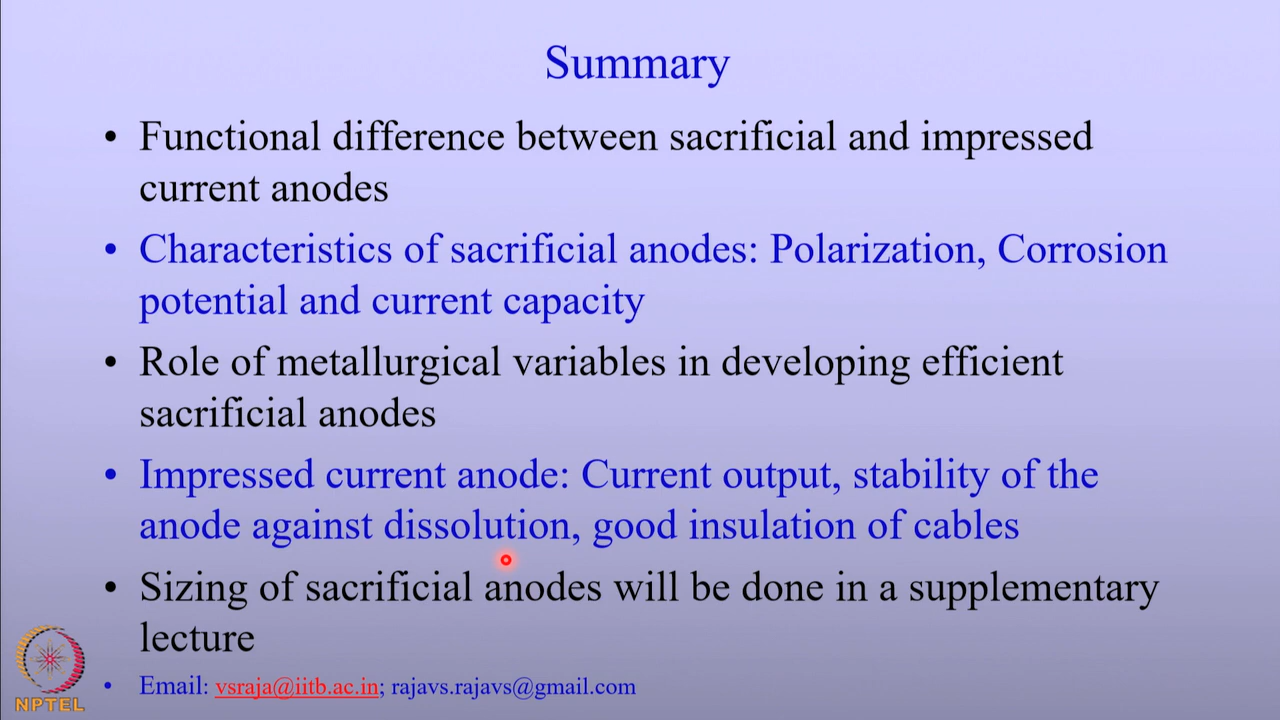 Summary
• Functional difference between sacrificial and impressed
current anodes
• Characteristics of sacrificial anodes: Polarization, Corrosion
potential and current capacity
• Role of metallurgical variables in developing efficient
sacrificial anodes
• Impressed current anode: Current output, stability of the
anode against dissolution, good insulation of cables
• Sizing of sacrificial anodes will be done in a supplementary
lecture
• Email: vsraja@iitb.ac.in; rajavs.rajavs@gmail.com
NPTEL